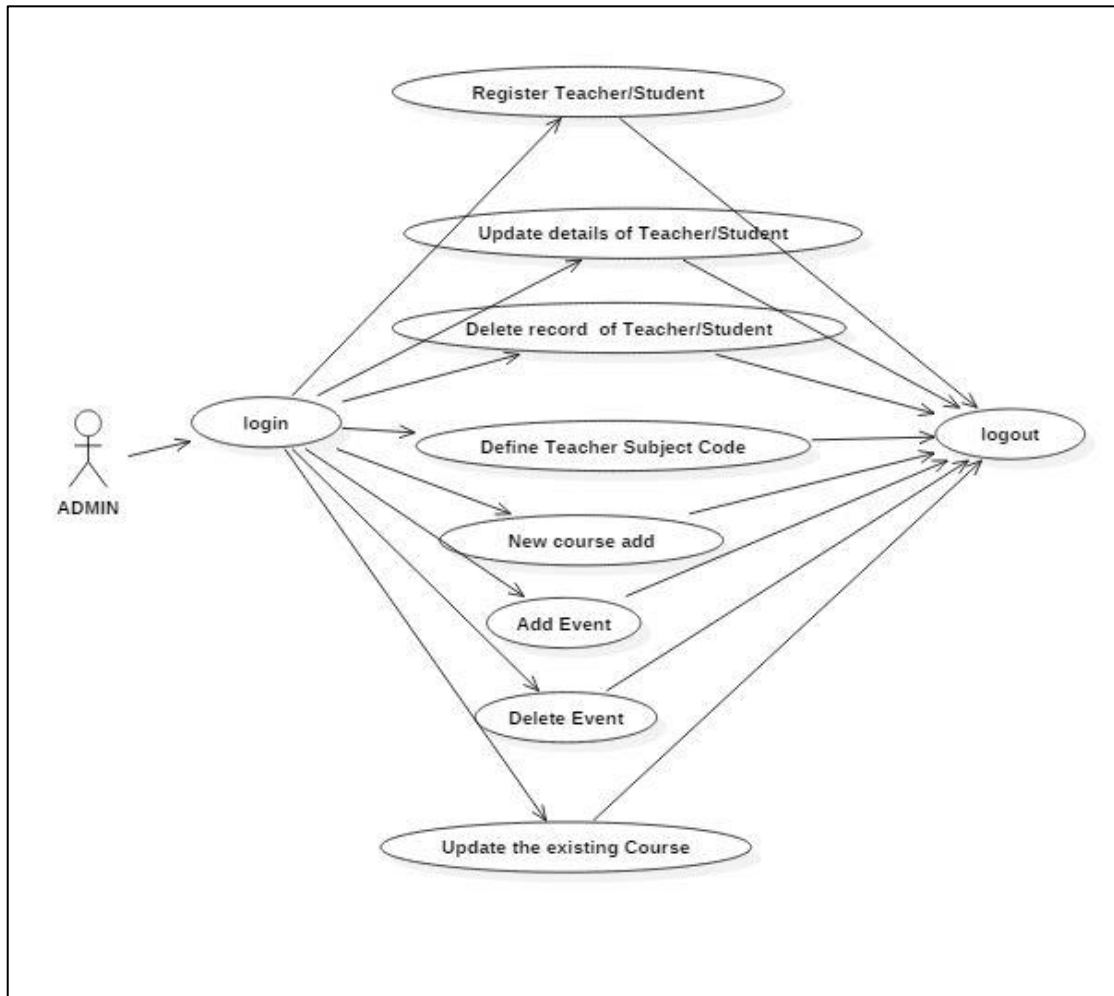 Register Teacher/Student
Update details of Teacher/Student
Delete record of Teacher/Student
login
logout
Define Teacher Subject Code
ADMIN
New course add
Add Event
Delete Event
Update the existing Course